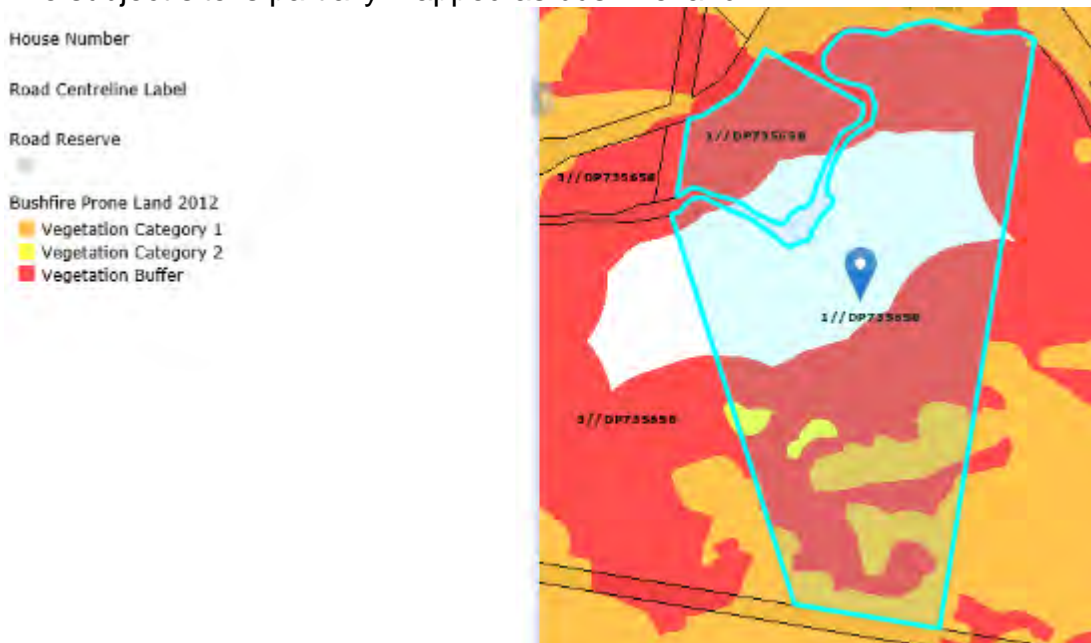 House Number
Road Centreline Label
Road Reserve
Bushfire Prone Land 2012
Vegetation Category 1
Vegetation Category 2
Vegetation Buffer
1//DP735658
3//DP735658
1//DP735658
3//DP735658